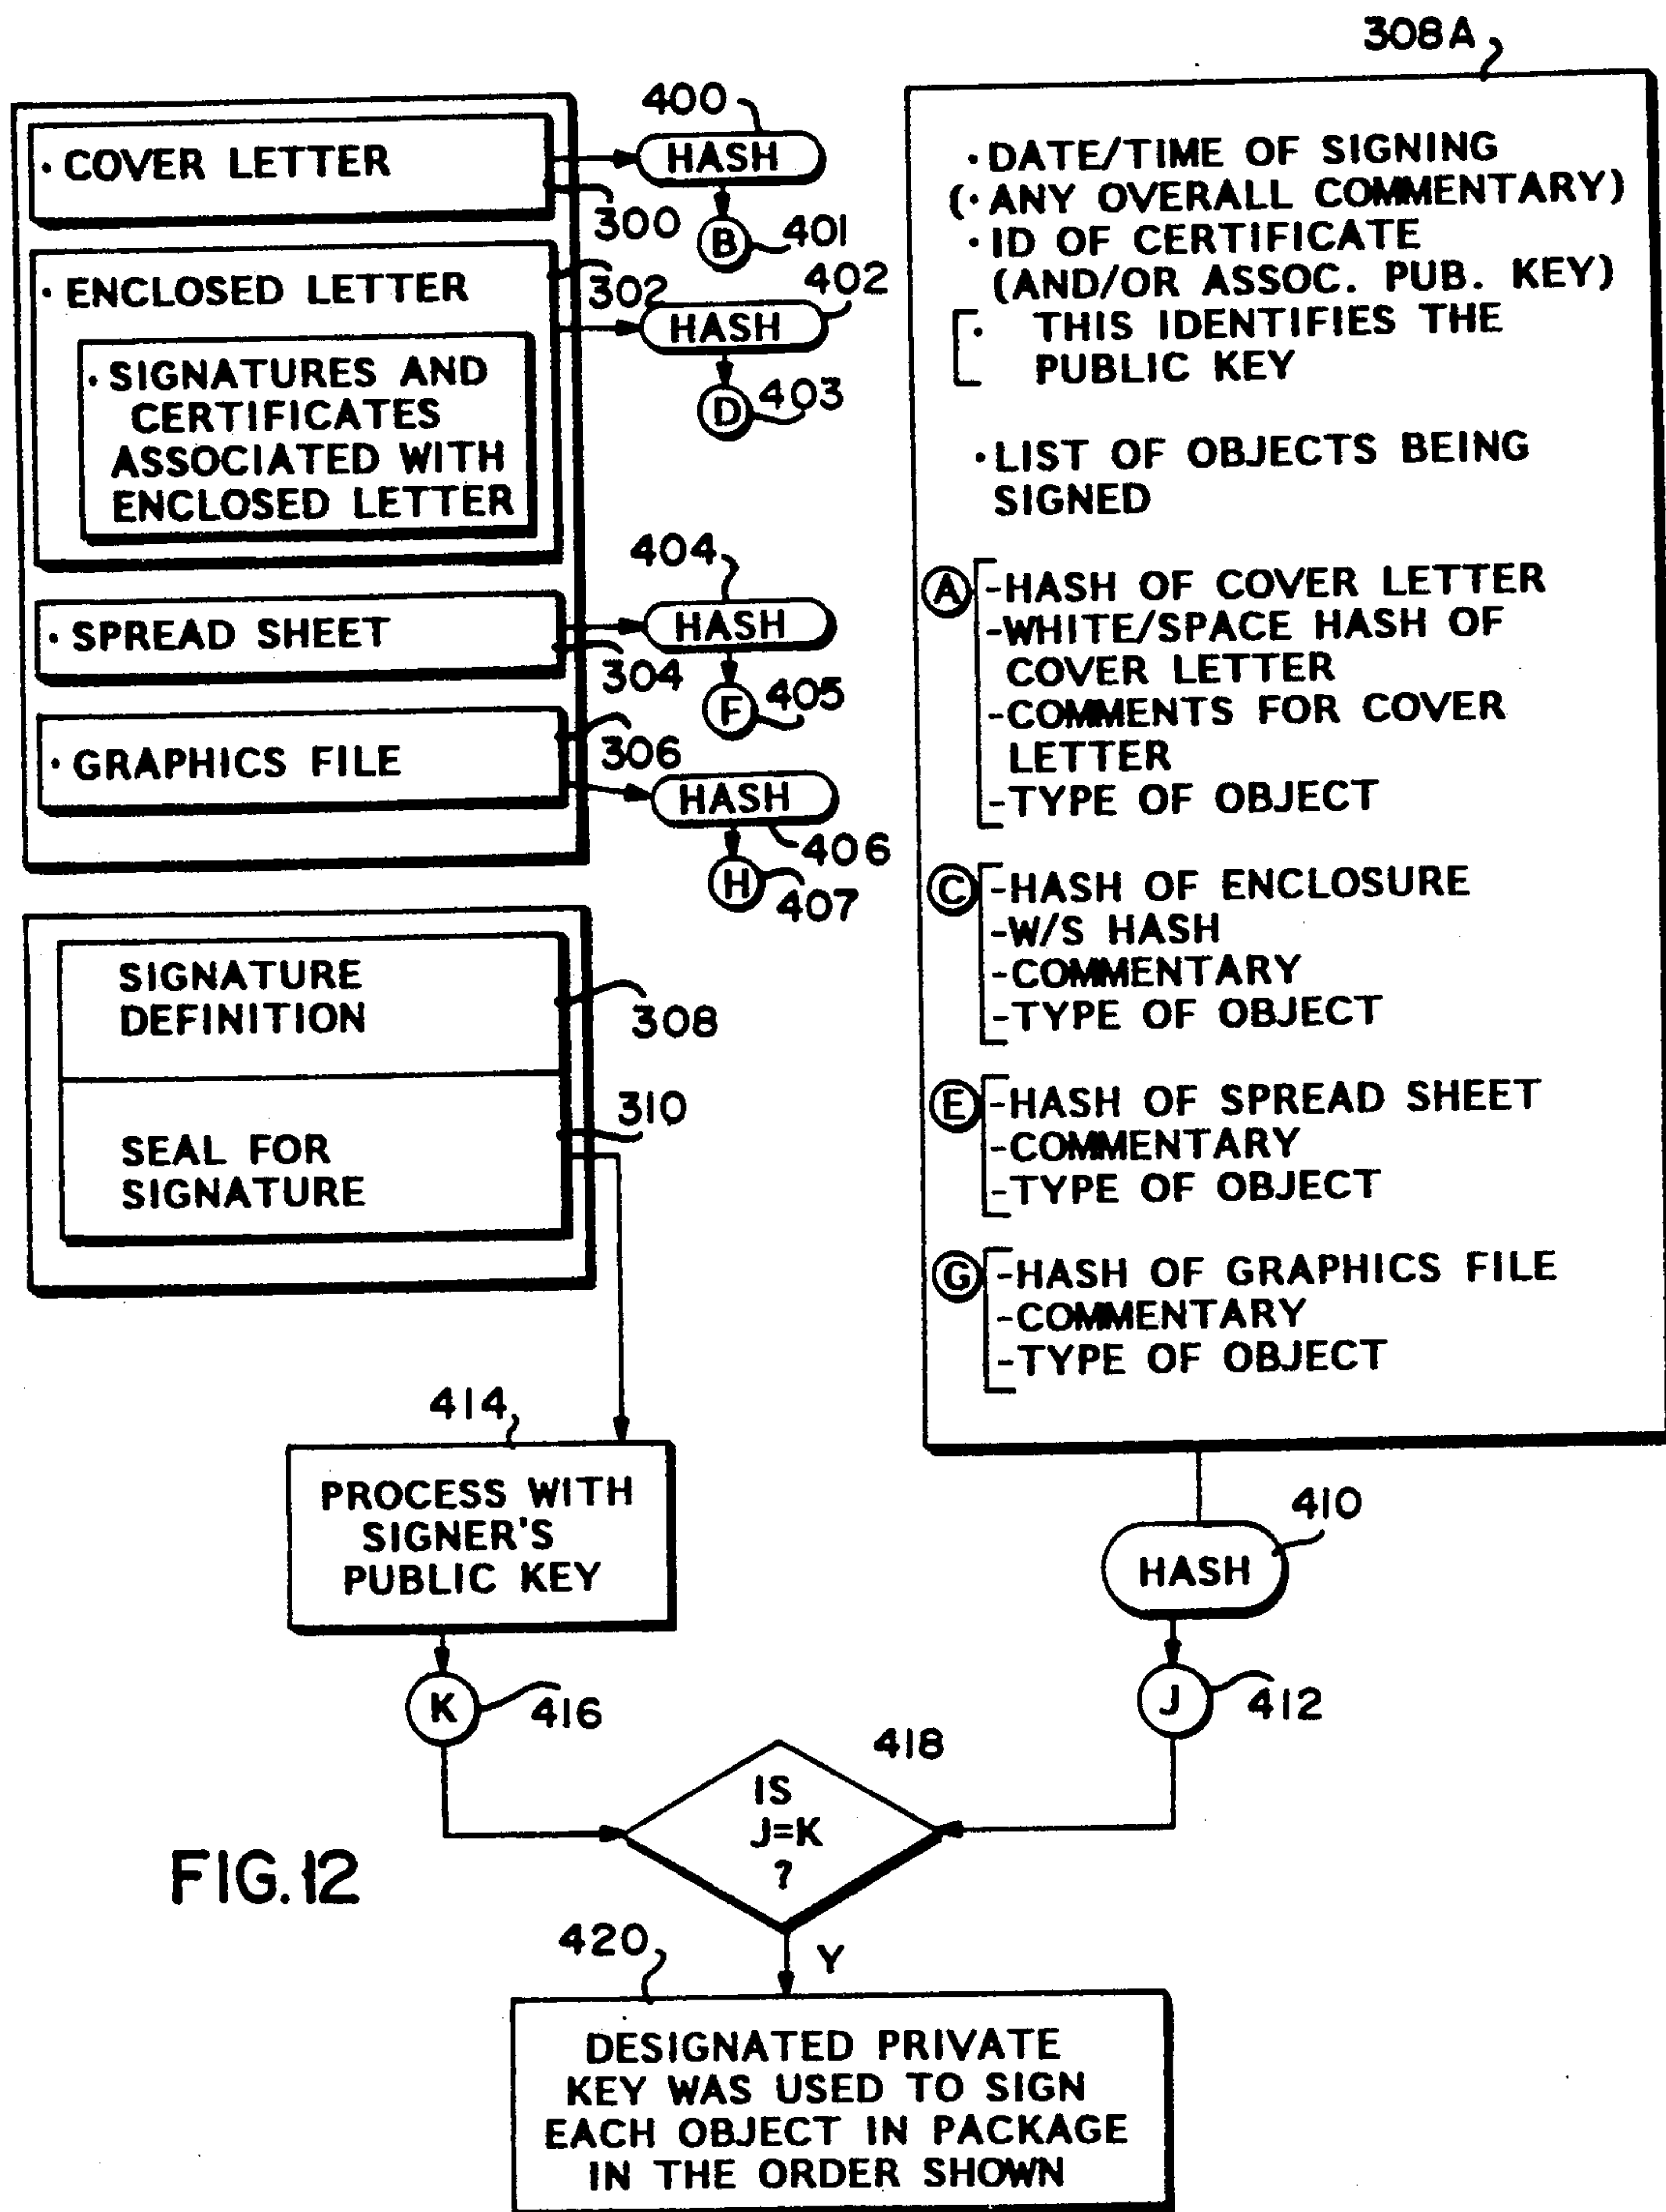 308A
400
· COVER LETTER
HASH
300
B
401
· ENCLOSED LETTER
302
402
HASH
· SIGNATURES AND
CERTIFICATES
ASSOCIATED WITH
ENCLOSED LETTER
D
403
404
· SPREAD SHEET
HASH
304
F
405
· GRAPHICS FILE
306
HASH
406
H
407
SIGNATURE
DEFINITION
308
310
SEAL FOR
SIGNATURE
· DATE/TIME OF SIGNING
(· ANY OVERALL COMMENTARY)
· ID OF CERTIFICATE
(AND/OR ASSOC. PUB. KEY)
[· THIS IDENTIFIES THE
PUBLIC KEY
· LIST OF OBJECTS BEING
SIGNED
A -HASH OF COVER LETTER
-WHITE/SPACE HASH OF
COVER LETTER
-COMMENTS FOR COVER
LETTER
-TYPE OF OBJECT
C -HASH OF ENCLOSURE
-W/S HASH
-COMMENTARY
-TYPE OF OBJECT
E -HASH OF SPREAD SHEET
-COMMENTARY
-TYPE OF OBJECT
G -HASH OF GRAPHICS FILE
-COMMENTARY
-TYPE OF OBJECT
414
PROCESS WITH
SIGNER'S
PUBLIC KEY
410
HASH
K
416
J
412
418
IS
J=K
?
FIG.12
420
Y
DESIGNATED PRIVATE
KEY WAS USED TO SIGN
EACH OBJECT IN PACKAGE
IN THE ORDER SHOWN